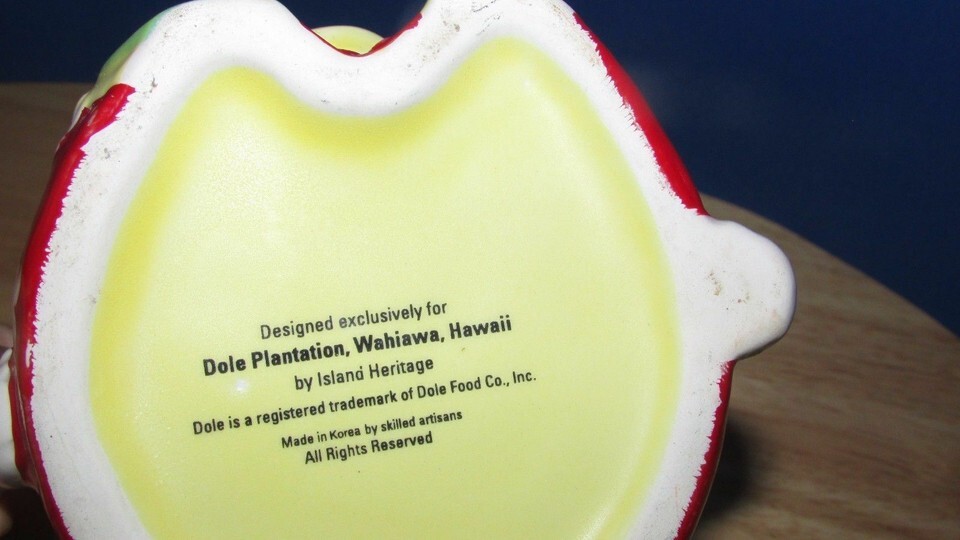 Designed exclusively for
Dole Plantation, Wahiawa, Hawaii
by Island Heritage
Dole is a registered trademark of Dole Food Co., Inc.
Made in Korea by skilled artisans
All Rights Reserved